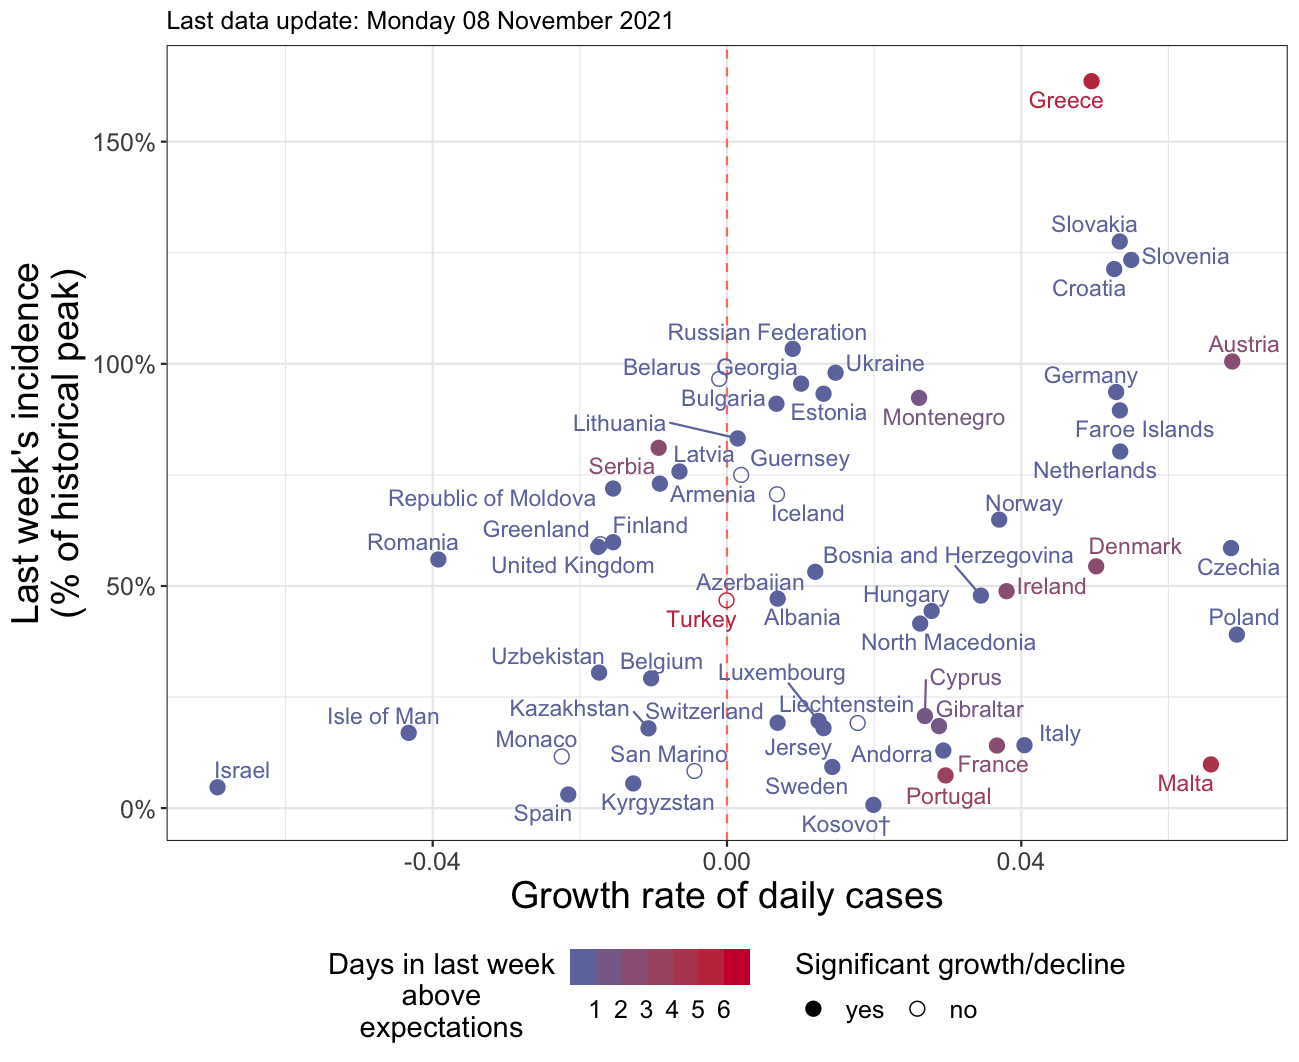 Last data update: Monday 08 November 2021
Last week's incidence
(% of historical peak)
150%
100%
50%
0%
Greece
Slovakia
Slovenia
Croatia
Russian Federation
Austria
Belarus
Georgia
Ukraine
Germany
Bulgaria
Estonia
Montenegro
Lithuania
Faroe Islands
Serbia
Latvia
Guernsey
Netherlands
Republic of Moldova
Armenia
Iceland
Norway
Greenland
Finland
Romania
United Kingdom
Bosnia and Herzegovina
Denmark
Czechia
Azerbaijan
Ireland
Hungary
Turkey
Albania
Poland
North Macedonia
Uzbekistan
Belgium
Luxembourg
Cyprus
Isle of Man
Kazakhstan
Switzerland
Liechtenstein
Gibraltar
Monaco
San Marino
Jersey
Andorra
Italy
Israel
France
Malta
Spain
Kyrgyzstan
Sweden
Portugal
Kosovo†
-0.04
0.00
0.04
Growth rate of daily cases
Days in last week
above
expectations
1 2 3 4 5 6
Significant growth/decline
yes
no